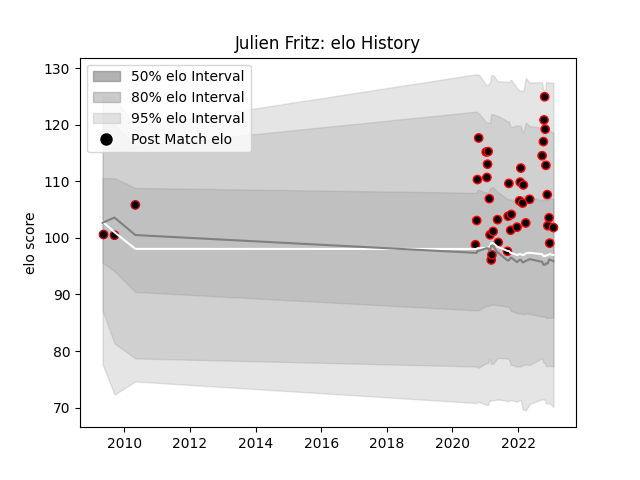 Julien Fritz: elo History
50% elo Interval
80% elo Interval
95% elo Interval
Post Match elo
elo score
130
120
110
100
90
80
70
2010
2012
2014
2016
2018
2020
2022